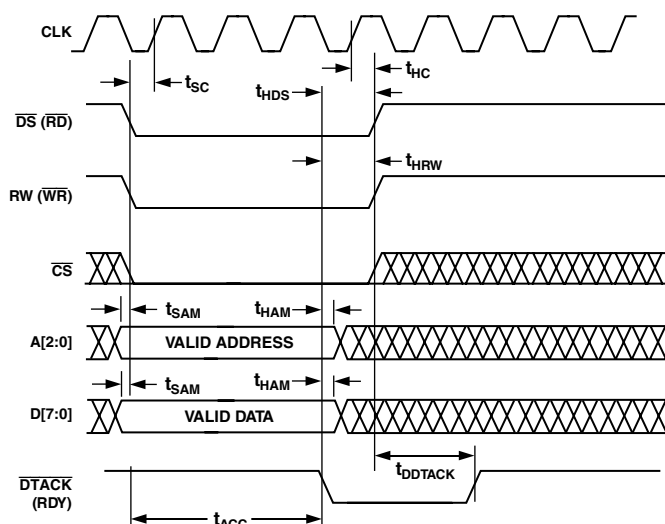 CLK
tSC
tHC
tHDS
DS (RD)
tHRW
RW (WR)
CS
tSAM
tHAM
A[2:0]
VALID ADDRESS
tSAM
tHAM
D[7:0]
VALID DATA
tDDTACK
DTACK
(RDY)
tACC